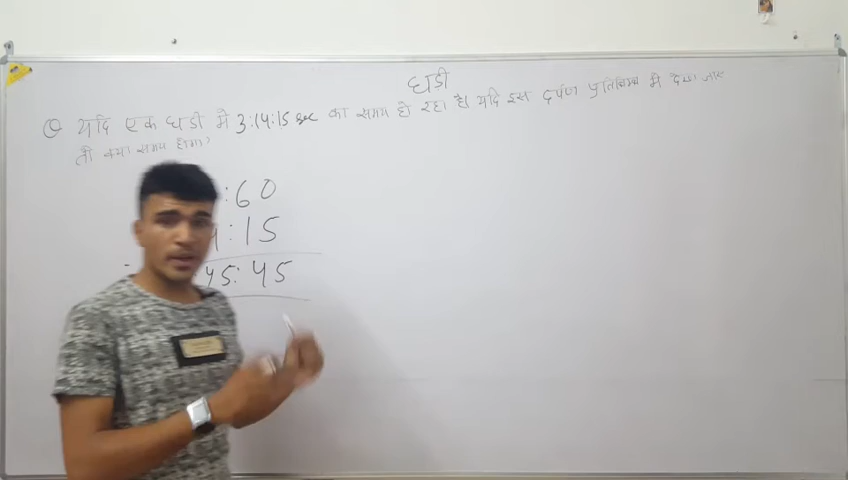 घडी
Q यदि एक घडी मे 3:14:15 sec का समय हो रहा है। यदि इस दर्पण प्रतिबिम्ब मे देखा जाए
तो क्या समय होगा?
:60
4:15
45:45